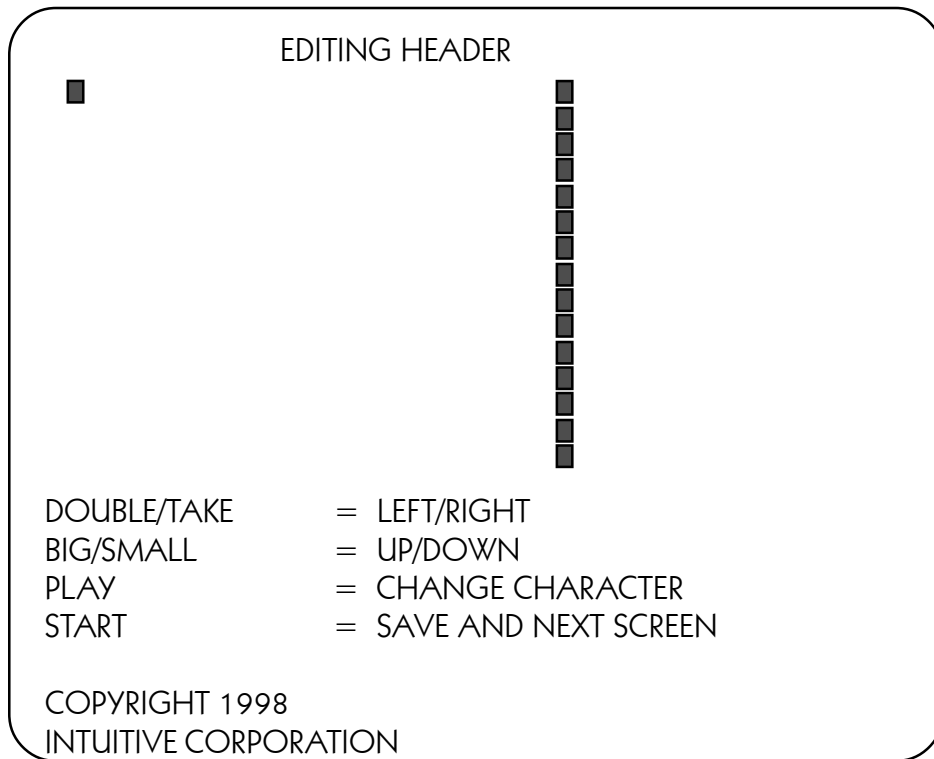 EDITING HEADER
DOUBLE/TAKE = LEFT/RIGHT
BIG/SMALL = UP/DOWN
PLAY = CHANGE CHARACTER
START = SAVE AND NEXT SCREEN
COPYRIGHT 1998
INTUITIVE CORPORATION